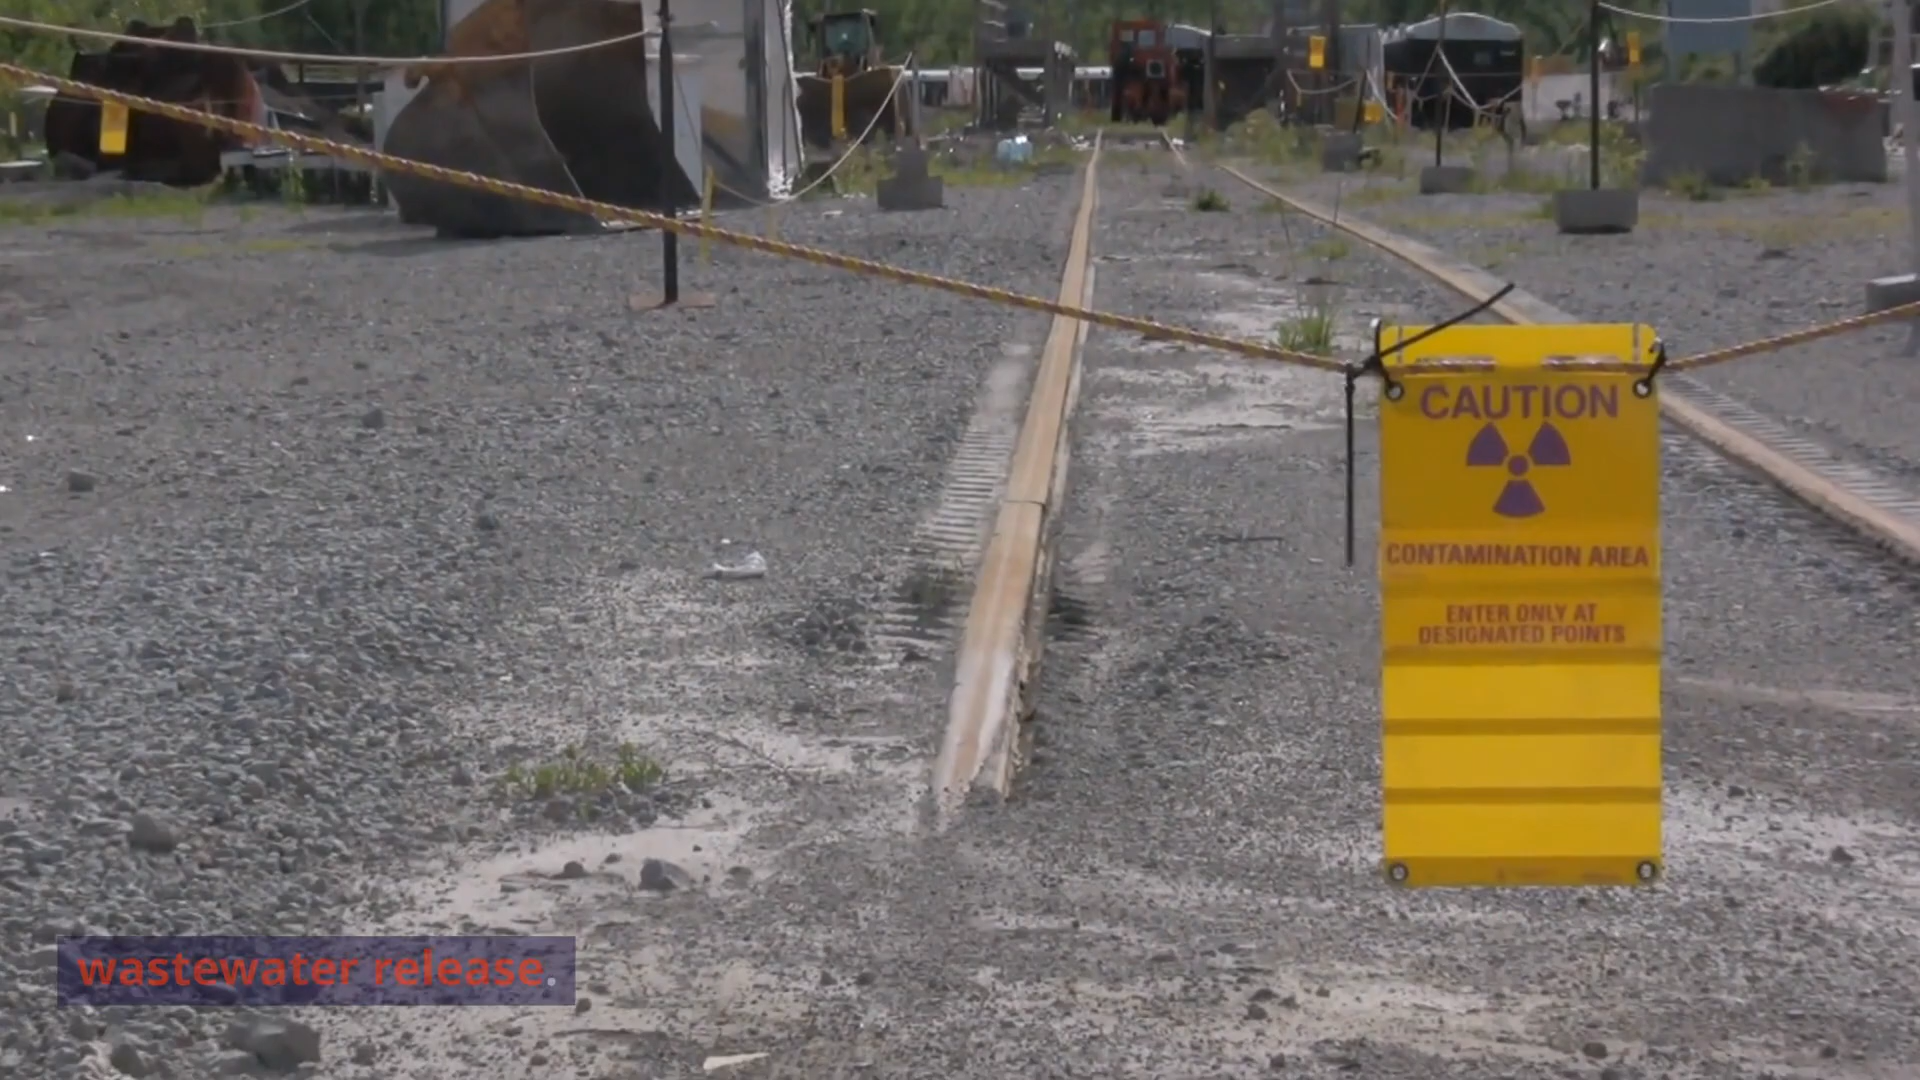 CAUTION
CONTAMINATION AREA
ENTER ONLY AT
DESIGNATED POINTS
wastewater release.